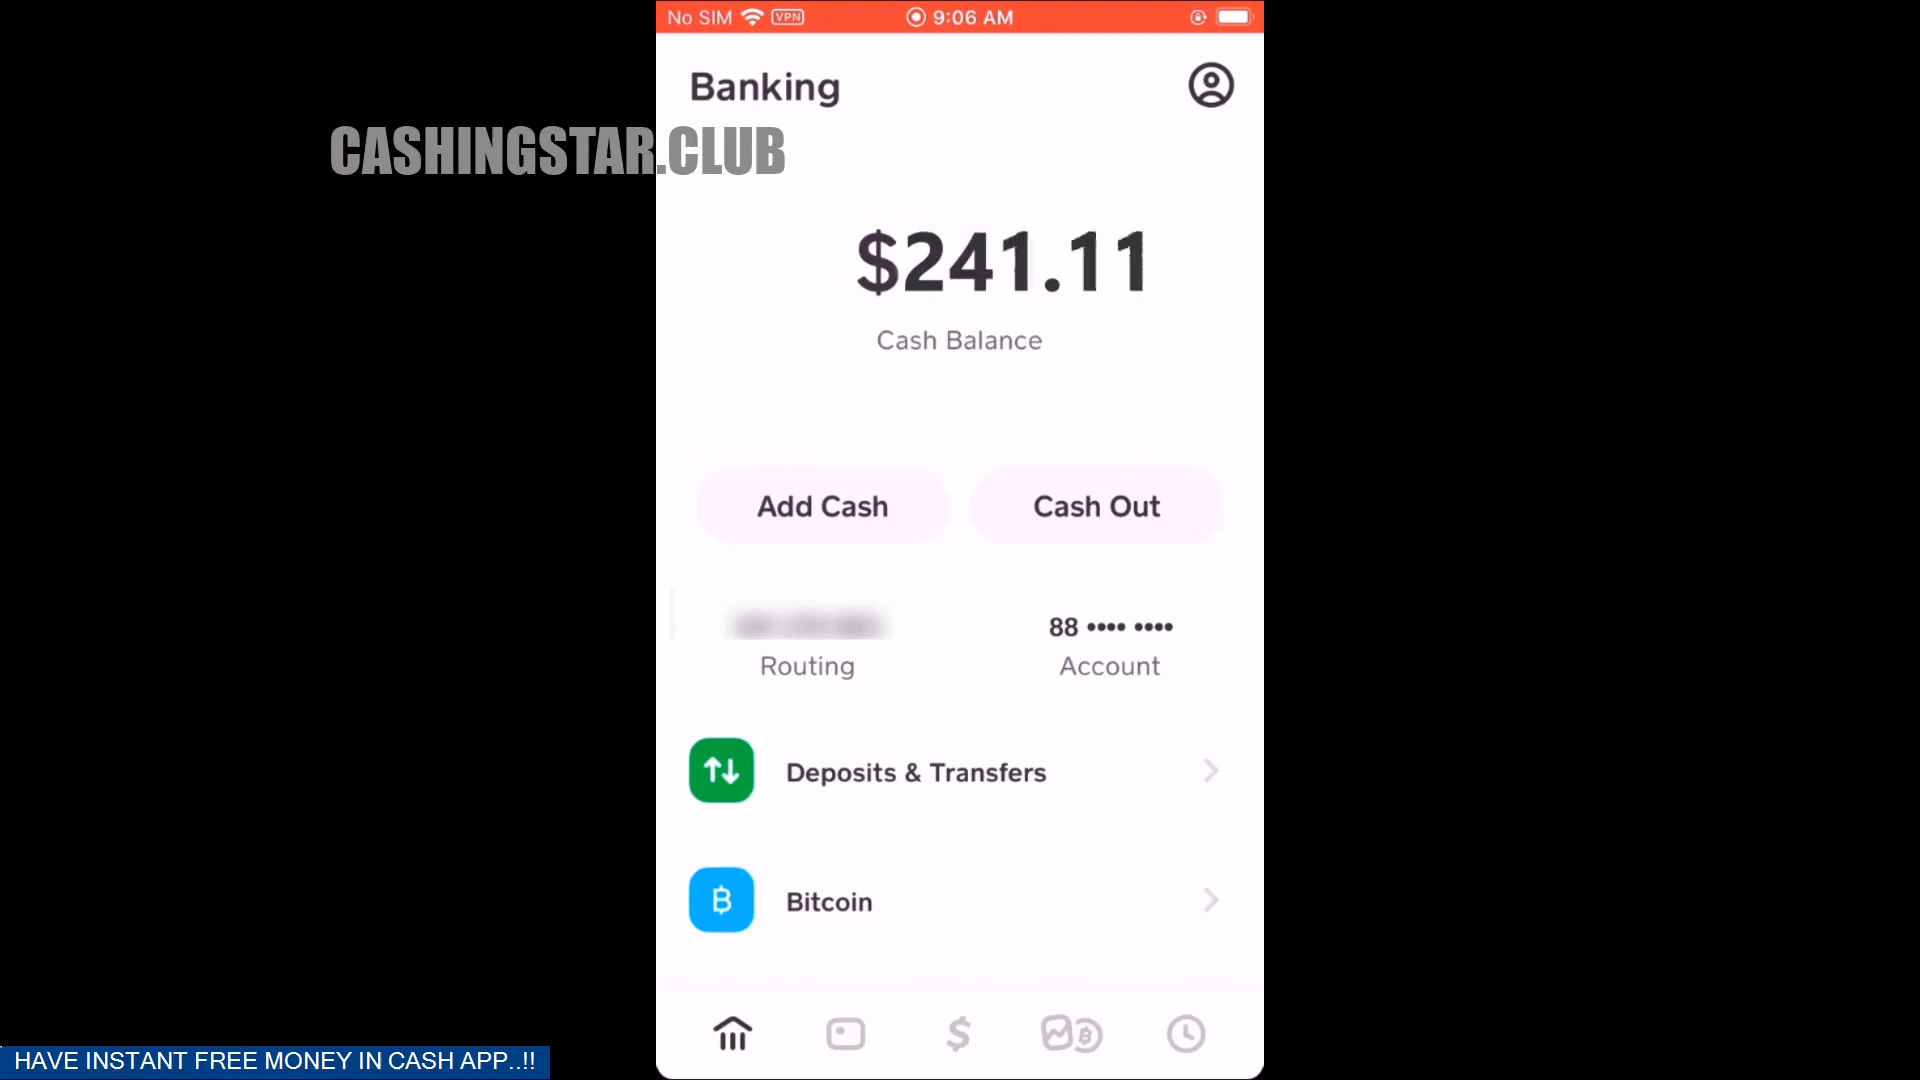 No SIM VPN 9:06 AM
Banking
CASHINGSTAR.CLUB
$241.11
Cash Balance
Add Cash Cash Out
88 •••• ••••
Routing Account
Deposits & Transfers
Bitcoin
HAVE INSTANT FREE MONEY IN CASH APP..!!